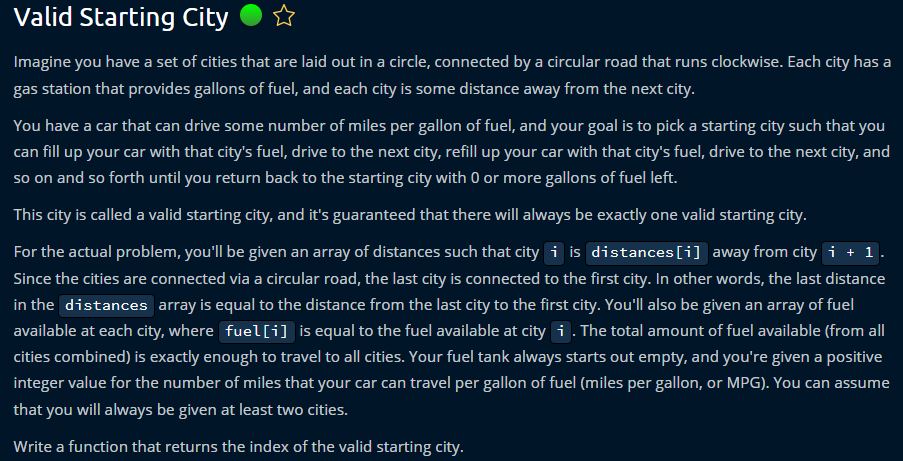 Valid Starting City
Imagine you have a set of cities that are laid out in a circle, connected by a circular road that runs clockwise. Each city has a
gas station that provides gallons of fuel, and each city is some distance away from the next city.
You have a car that can drive some number of miles per gallon of fuel, and your goal is to pick a starting city such that you
can fill up your car with that city's fuel, drive to the next city, refill up your car with that city's fuel, drive to the next city, and
so on and so forth until you return back to the starting city with 0 or more gallons of fuel left.
This city is called a valid starting city, and it's guaranteed that there will always be exactly one valid starting city.
For the actual problem, you'll be given an array of distances such that city i is distances[i] away from city i + 1.
Since the cities are connected via a circular road, the last city is connected to the first city. In other words, the last distance
in the distances array is equal to the distance from the last city to the first city. You'll also be given an array of fuel
available at each city, where fuel[i] is equal to the fuel available at city i. The total amount of fuel available (from all
cities combined) is exactly enough to travel to all cities. Your fuel tank always starts out empty, and you're given a positive
integer value for the number of miles that your car can travel per gallon of fuel (miles per gallon, or MPG). You can assume
that you will always be given at least two cities.
Write a function that returns the index of the valid starting city.